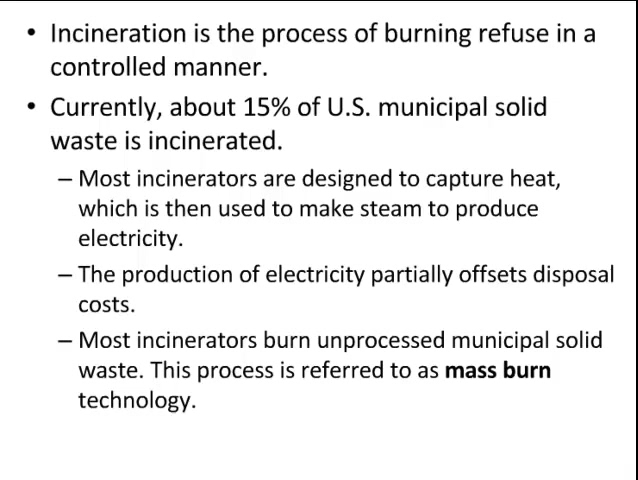 • Incineration is the process of burning refuse in a
controlled manner.
• Currently, about 15% of U.S. municipal solid
waste is incinerated.
– Most incinerators are designed to capture heat,
which is then used to make steam to produce
electricity.
– The production of electricity partially offsets disposal
costs.
– Most incinerators burn unprocessed municipal solid
waste. This process is referred to as mass burn
technology.